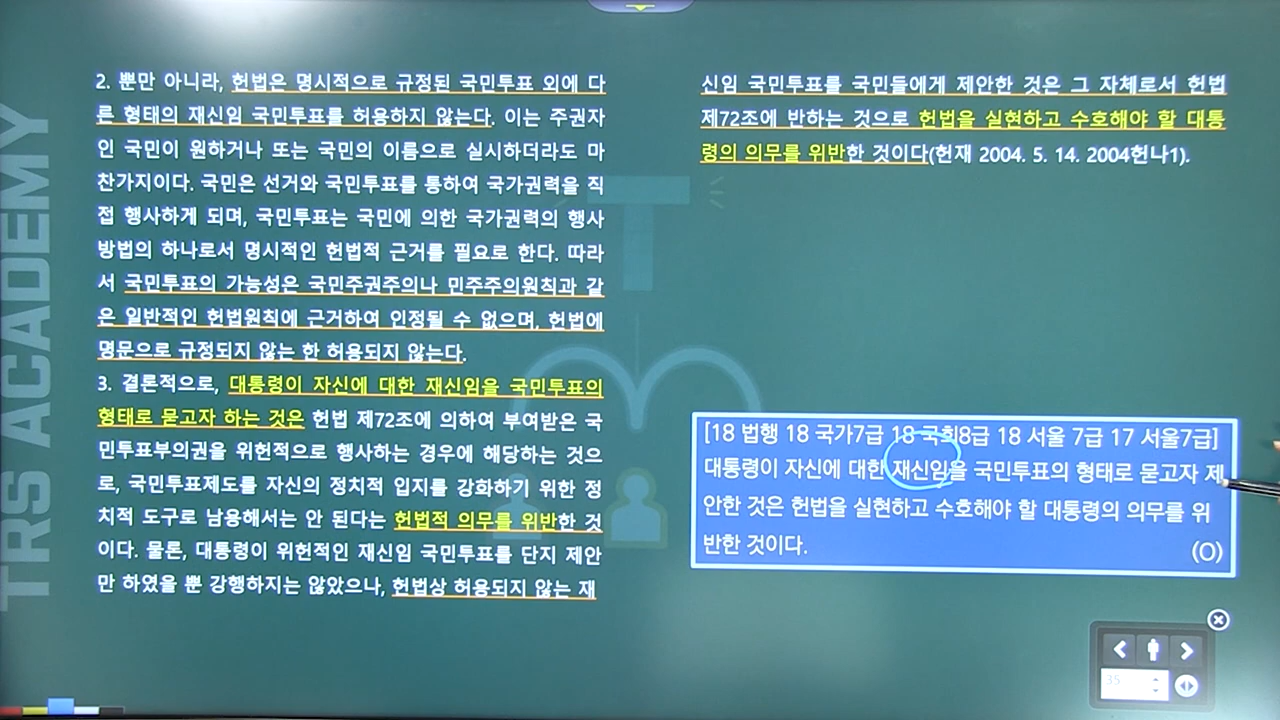 2. 뿐만 아니라, 헌법은 명시적으로 규정된 국민투표 외에 다
른 형태의 재신임 국민투표를 허용하지 않는다. 이는 주권자
인 국민이 원하거나 또는 국민의 이름으로 실시하더라도 마
찬가지이다. 국민은 선거와 국민투표를 통하여 국가권력을 직
접 행사하게 되며, 국민투표는 국민에 의한 국가권력의 행사
방법의 하나로서 명시적인 헌법적 근거를 필요로 한다. 따라
서 국민투표의 가능성은 국민주권주의나 민주주의원칙과 같
은 일반적인 헌법원칙에 근거하여 인정될 수 없으며, 헌법에
명문으로 규정되지 않는 한 허용되지 않는다.
3. 결론적으로, 대통령이 자신에 대한 재신임을 국민투표의
형태로 묻고자 하는 것은 헌법 제72조에 의하여 부여받은 국
민투표부의권을 위헌적으로 행사하는 경우에 해당하는 것으
로, 국민투표제도를 자신의 정치적 입지를 강화하기 위한 정
치적 도구로 남용해서는 안 된다는 헌법적 의무를 위반한 것
이다. 물론, 대통령이 위헌적인 재신임 국민투표를 단지 제안
만 하였을 뿐 강행하지는 않았으나, 헌법상 허용되지 않는 재
신임 국민투표를 국민들에게 제안한 것은 그 자체로서 헌법
제72조에 반하는 것으로 헌법을 실현하고 수호해야 할 대통
령의 의무를 위반한 것이다(헌재 2004. 5. 14. 2004헌나1).
[18 법행 18 국가7급 18 국회8급 18 서울 7급 17 서울7급]
대통령이 자신에 대한 재신임을 국민투표의 형태로 묻고자 제
안한 것은 헌법을 실현하고 수호해야 할 대통령의 의무를 위
반한 것이다. (O)
TRS ACADEMY
35